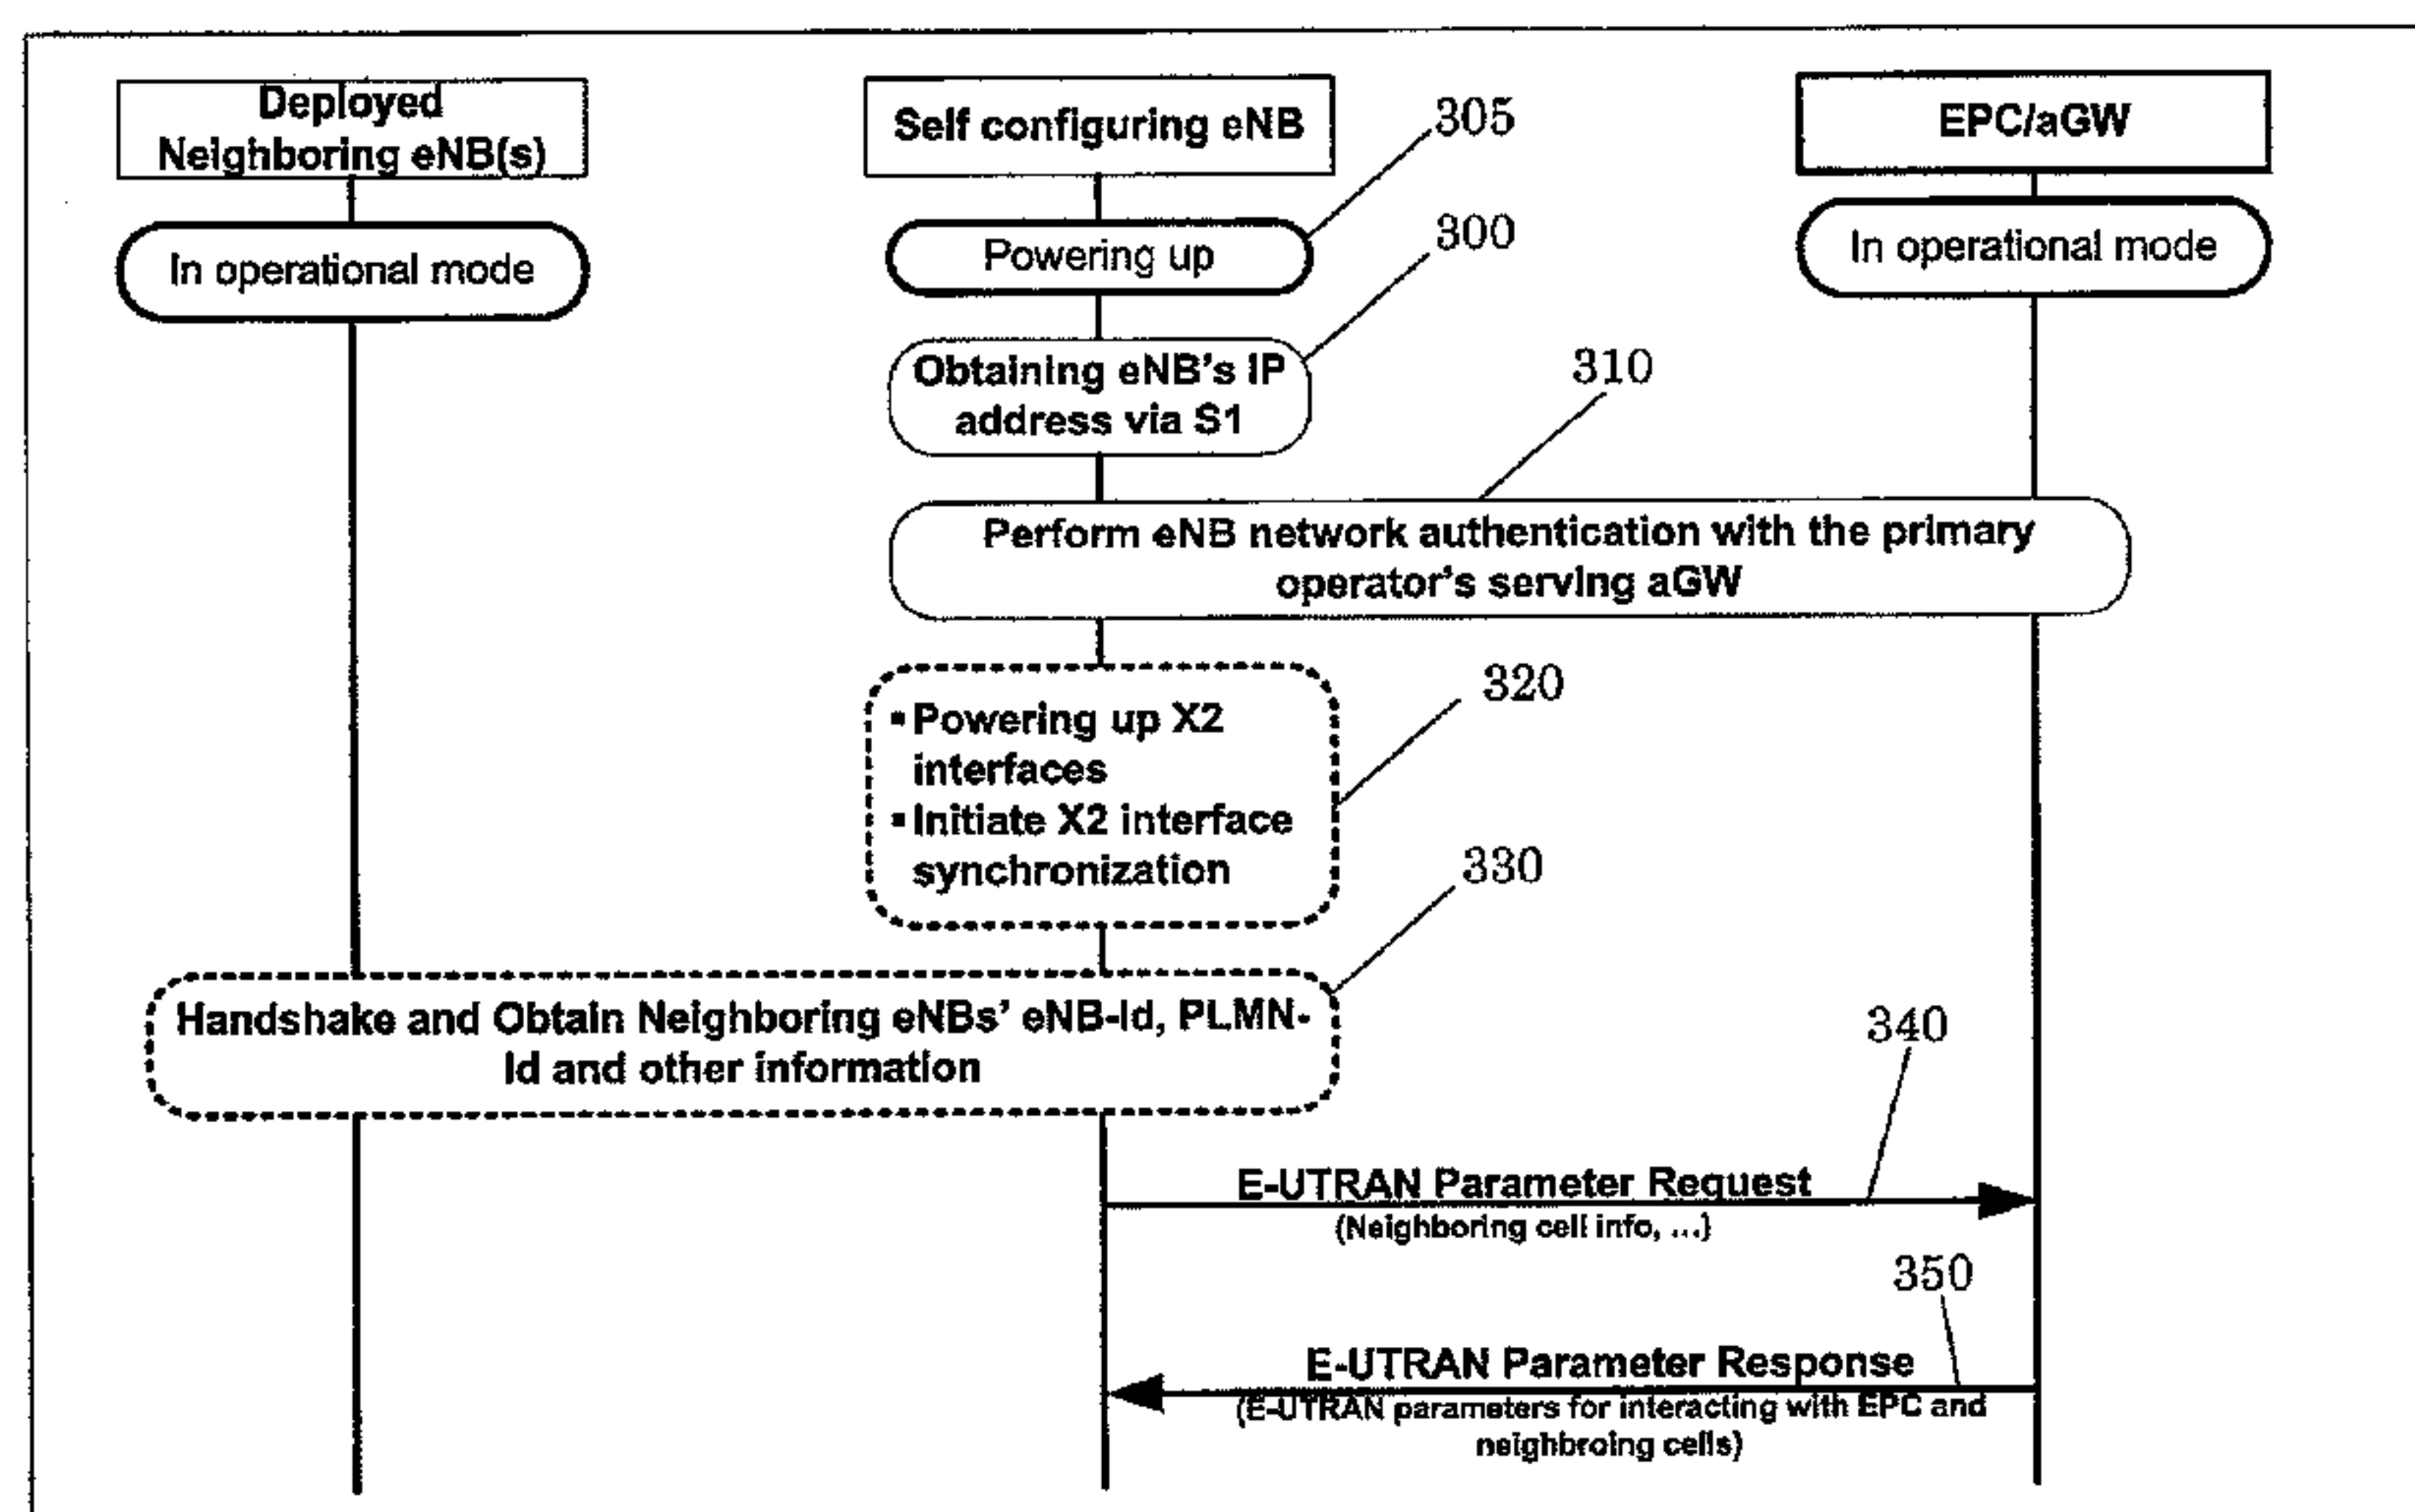 Deployed
Neighboring eNB(s)
Self configuring eNB
EPC/aGW
305
In operational mode
Powering up
In operational mode
300
Obtaining eNB's IP
address via S1
310
Perform eNB network authentication with the primary
operator's serving aGW
320
▪ Powering up X2
interfaces
▪ Initiate X2 interface
synchronization
330
Handshake and Obtain Neighboring eNBs' eNB-Id, PLMN-
Id and other information
340
E-UTRAN Parameter Request
(Neighboring cell info, ...)
350
E-UTRAN Parameter Response
(E-UTRAN parameters for interacting with EPC and
neighbroing cells)